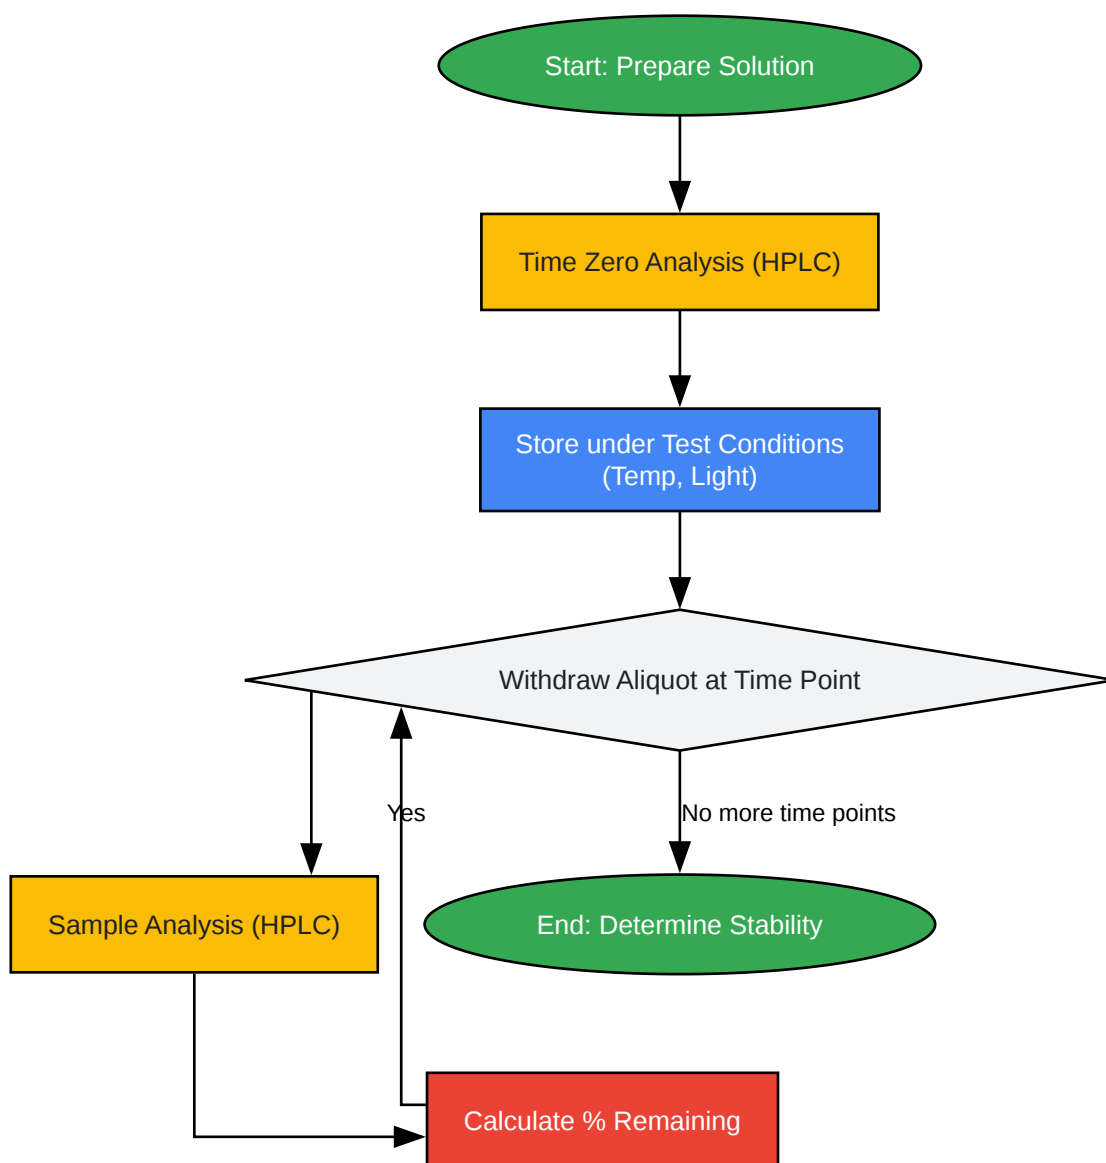 Start: Prepare Solution
Time Zero Analysis (HPLC)
Store under Test Conditions
(Temp, Light)
Withdraw Aliquot at Time Point
Yes
No more time points
Sample Analysis (HPLC)
End: Determine Stability
Calculate % Remaining